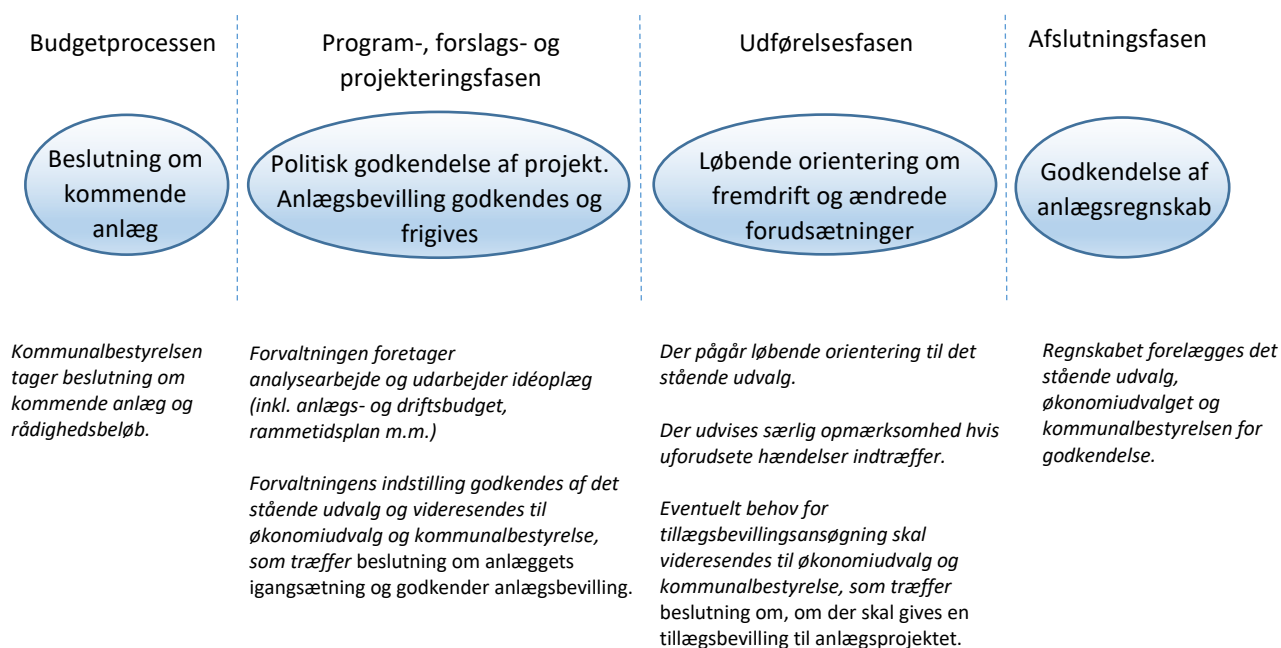 Budgetprocessen
Program-, forslags- og
projekteringsfasen
Udførelsesfasen
Afslutningsfasen
Beslutning om
kommende
anlæg
Politisk godkendelse af projekt.
Anlægsbevilling godkendes og
frigives
Løbende orientering om
fremdrift og ændrede
forudsætninger
Godkendelse af
anlægsregnskab
Kommunalbestyrelsen
tager beslutning om
kommende anlæg og
rådighedsbeløb.
Forvaltningen foretager
analysearbejde og udarbejder idéoplæg
(inkl. anlægs- og driftsbudget,
rammetidsplan m.m.)
Forvaltningens indstilling godkendes af det
stående udvalg og videresendes til
økonomiudvalg og kommunalbestyrelse,
som træffer beslutning om anlæggets
igangsætning og godkender anlægsbevilling.
Der pågår løbende orientering til det
stående udvalg.
Der udvises særlig opmærksomhed hvis
uforudsete hændelser indtræffer.
Eventuelt behov for
tillægsbevillingsansøgning skal
videresendes til økonomiudvalg og
kommunalbestyrelse, som træffer
beslutning om, om der skal gives en
tillægsbevilling til anlægsprojektet.
Regnskabet forelægges det
stående udvalg,
økonomiudvalget og
kommunalbestyrelsen for
godkendelse.